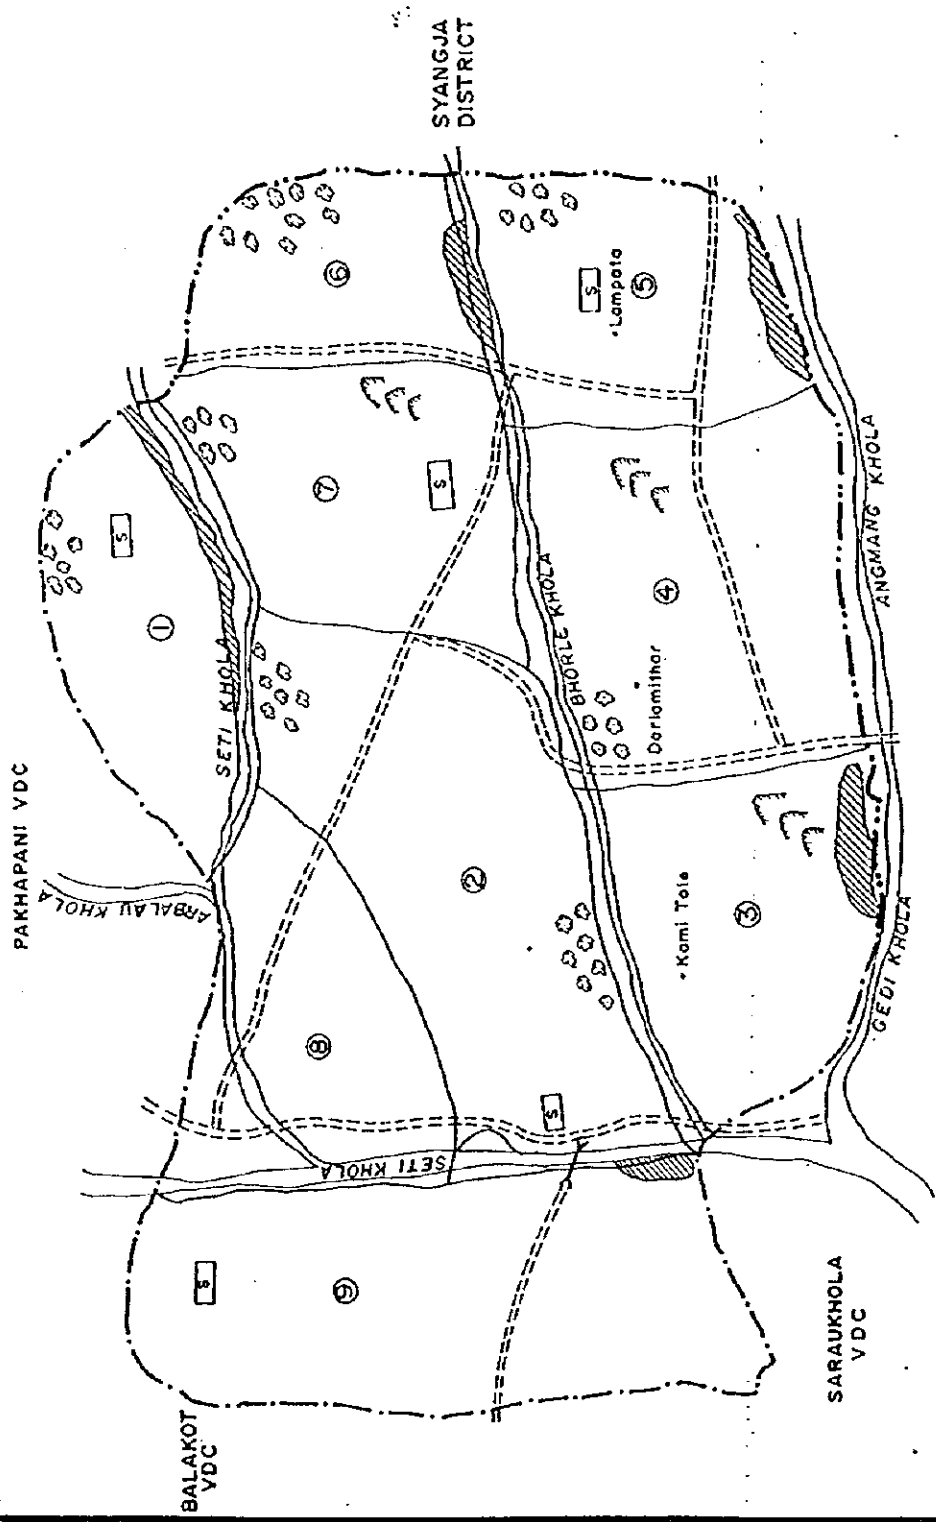 PAKHAPANI VDC
SYANGJA
DISTRICT
BALAKOT
VDC
SARAUKHOLA
VDC
ARBALAU KHOLA
SETI KHOLA
SETI KHOLA
BHORLE KHOLA
ANGMANG KHOLA
GEDI KHOLA
Lampata
Darlamithar
Kami Tole
1
2
3
4
5
6
7
8
9
S
S
S
S
S